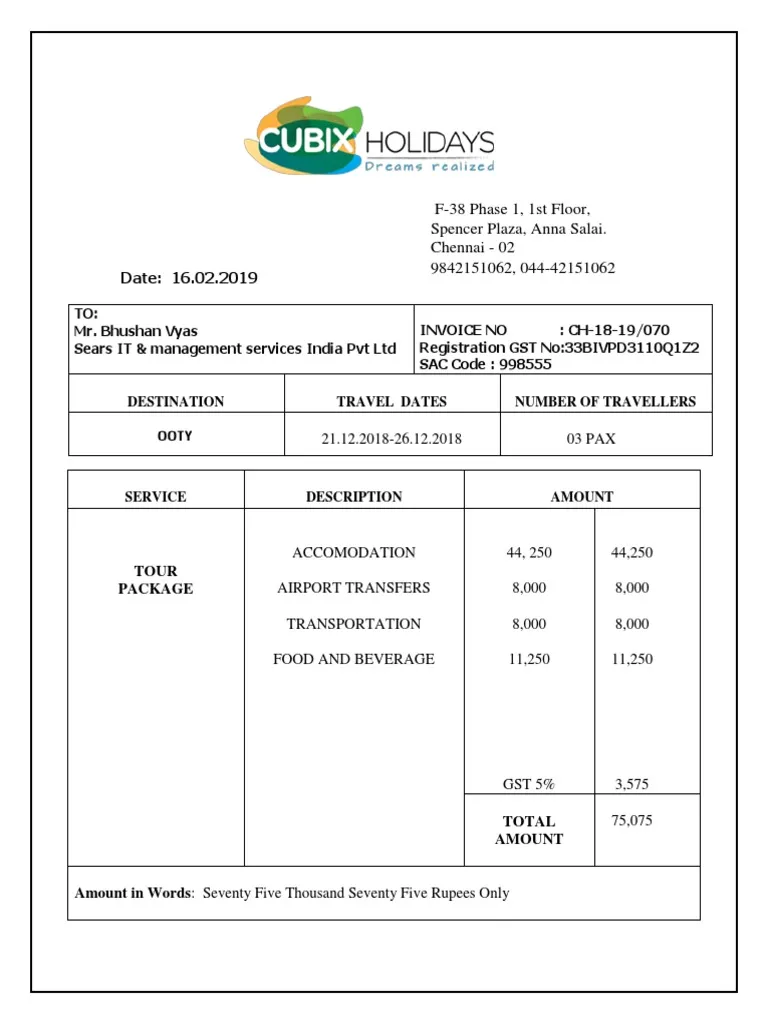 CUBIX HOLIDAYS
Dreams realized
F-38 Phase 1, 1st Floor,
Spencer Plaza, Anna Salai.
Chennai - 02
9842151062, 044-42151062
Date: 16.02.2019
TO:
Mr. Bhushan Vyas
Sears IT & management services India Pvt Ltd
INVOICE NO : CH-18-19/070
Registration GST No:33BIVPD3110Q1Z2
SAC Code : 998555
DESTINATION TRAVEL DATES NUMBER OF TRAVELLERS
OOTY 21.12.2018-26.12.2018 03 PAX
SERVICE DESCRIPTION AMOUNT
TOUR
PACKAGE
ACCOMODATION 44, 250 44,250
AIRPORT TRANSFERS 8,000 8,000
TRANSPORTATION 8,000 8,000
FOOD AND BEVERAGE 11,250 11,250
GST 5% 3,575
TOTAL
AMOUNT
75,075
Amount in Words: Seventy Five Thousand Seventy Five Rupees Only